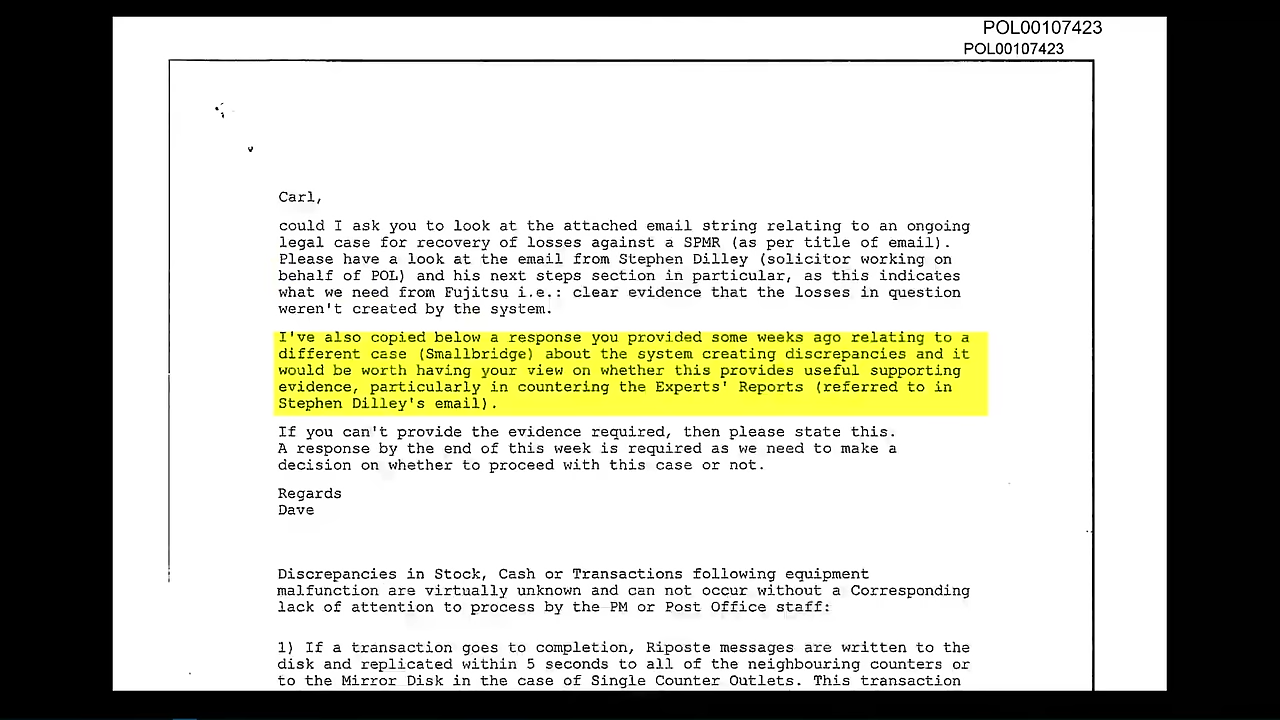 POL00107423
POL00107423
Carl,
could I ask you to look at the attached email string relating to an ongoing
legal case for recovery of losses against a SPMR (as per title of email).
Please have a look at the email from Stephen Dilley (solicitor working on
behalf of POL) and his next steps section in particular, as this indicates
what we need from Fujitsu i.e.: clear evidence that the losses in question
weren't created by the system.
I've also copied below a response you provided some weeks ago relating to a
different case (Smallbridge) about the system creating discrepancies and it
would be worth having your view on whether this provides useful supporting
evidence, particularly in countering the Experts' Reports (referred to in
Stephen Dilley's email).
If you can't provide the evidence required, then please state this.
A response by the end of this week is required as we need to make a
decision on whether to proceed with this case or not.
Regards
Dave
Discrepancies in Stock, Cash or Transactions following equipment
malfunction are virtually unknown and can not occur without a Corresponding
lack of attention to process by the PM or Post Office staff:
1) If a transaction goes to completion, Riposte messages are written to the
disk and replicated within 5 seconds to all of the neighbouring counters or
to the Mirror Disk in the case of Single Counter Outlets. This transaction